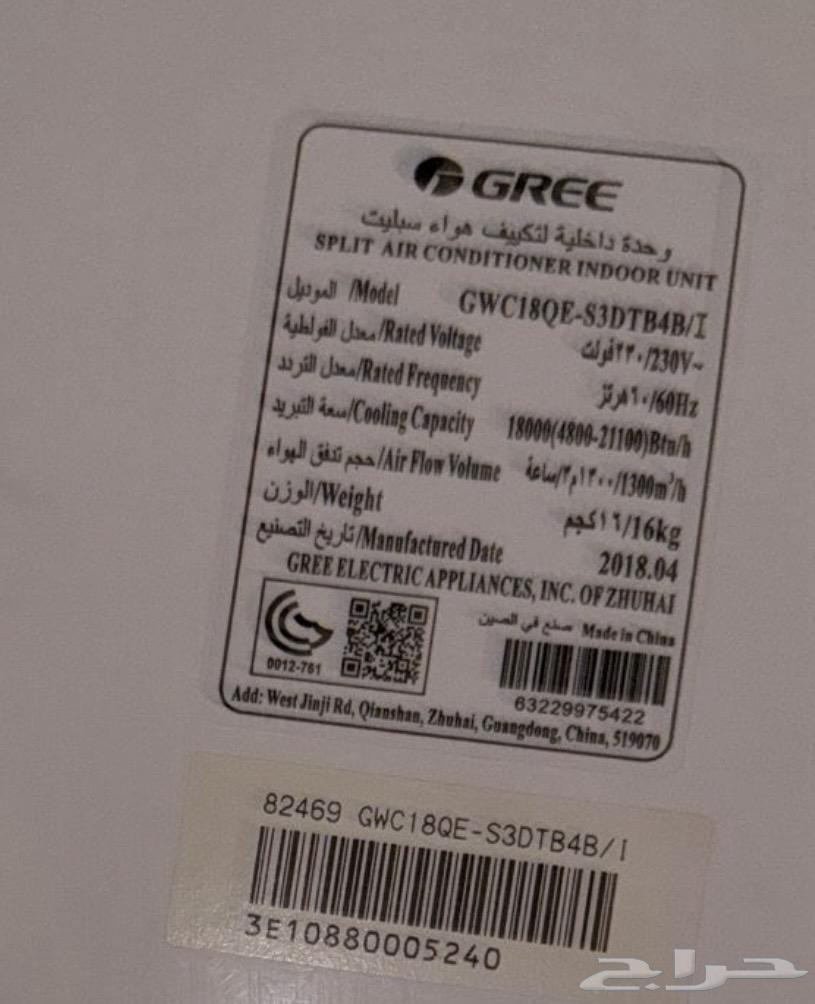 GREE
وحدة داخلية لتكييف هواء سبليت
SPLIT AIR CONDITIONER INDOOR UNIT
الموديل /Model GWC18QE-S3DTB4B/I
معدل الفولطية/Rated Voltage ٢٣٠فولت/230V~
معدل التردد/Rated Frequency ٦٠هرتز/60Hz
سعة التبريد/Cooling Capacity 18000(4800-21100)Btu/h
حجم تدفق الهواء/Air Flow Volume ١٣٠٠م٣/ساعة/1300m³/h
الوزن/Weight ١٦كجم/16kg
تاريخ التصنيع/Manufactured Date 2018.04
GREE ELECTRIC APPLIANCES, INC. OF ZHUHAI
صنع في الصين Made in China
0012-761
63229975422
Add: West Jinji Rd, Qianshan, Zhuhai, Guangdong, China, 519070
82469 GWC18QE-S3DTB4B/I
3E10880005240
حراج